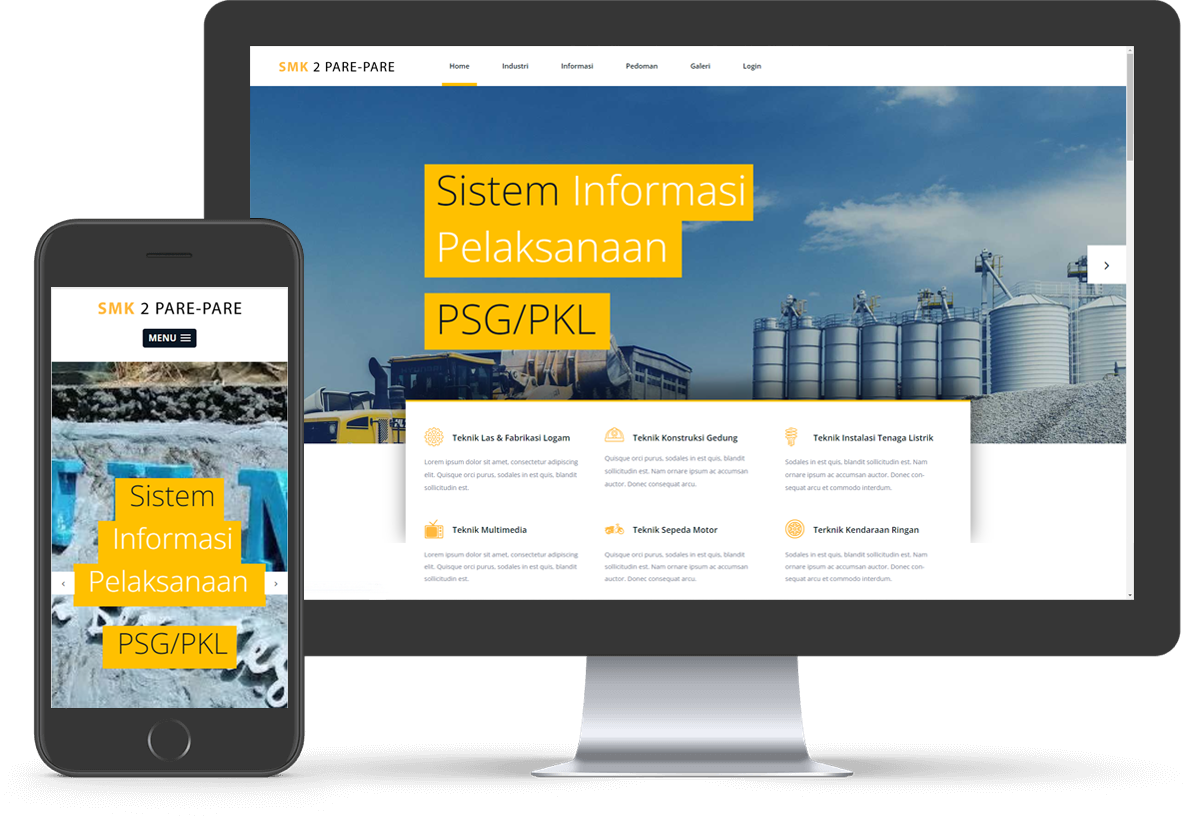 SMK 2 PARE-PARE
Home Industri Informasi Pedoman Galeri Login
Sistem Informasi
Pelaksanaan
PSG/PKL
Teknik Las & Fabrikasi Logam
Lorem ipsum dolor sit amet, consectetur adipiscing
elit. Quisque orci purus, sodales in est quis, blandit
sollicitudin est.
Teknik Konstruksi Gedung
Quisque orci purus, sodales in est quis, blandit
sollicitudin est. Nam ornare ipsum ac accumsan
auctor. Donec consequat arcu.
Teknik Instalasi Tenaga Listrik
Sodales in est quis, blandit sollicitudin est. Nam
ornare ipsum ac accumsan auctor. Donec con-
sequat arcu et commodo interdum.
Teknik Multimedia
Lorem ipsum dolor sit amet, consectetur adipiscing
elit. Quisque orci purus, sodales in est quis, blandit
sollicitudin est.
Teknik Sepeda Motor
Quisque orci purus, sodales in est quis, blandit
sollicitudin est. Nam ornare ipsum ac accumsan
auctor. Donec consequat arcu.
Terknik Kendaraan Ringan
Sodales in est quis, blandit sollicitudin est. Nam
ornare ipsum ac accumsan auctor. Donec con-
sequat arcu et commodo interdum.
SMK 2 PARE-PARE
MENU
Sistem
Informasi
Pelaksanaan
PSG/PKL